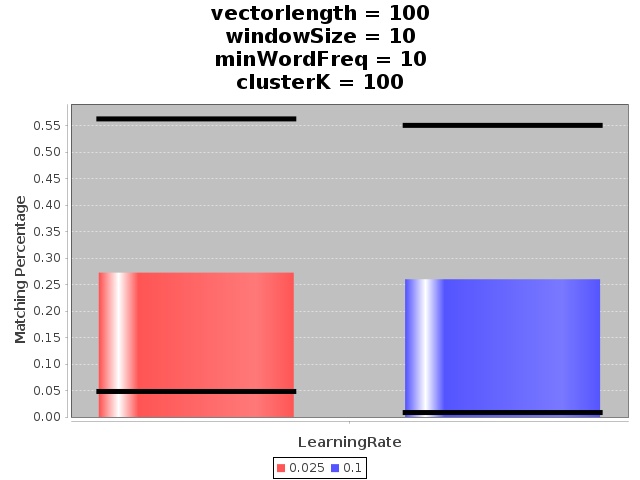 vectorlength = 100
windowSize = 10
minWordFreq = 10
clusterK = 100
0.55
0.50
0.45
0.40
0.35
0.30
0.25
0.20
0.15
0.10
0.05
0.00
Matching Percentage
LearningRate
0.025 0.1